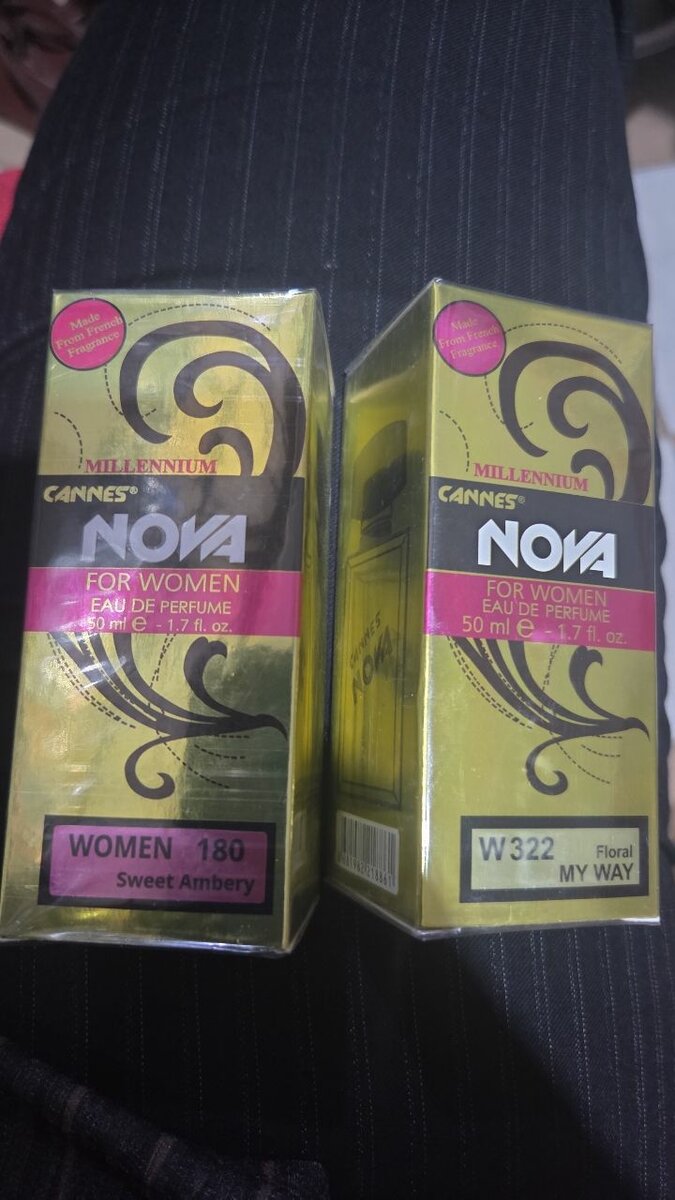 Made
From French
Fragrance
MILLENNIUM
CANNES®
NOVA
FOR WOMEN
EAU DE PERFUME
50 ml e - 1.7 fl. oz.
WOMEN 180
Sweet Ambery
Made
From French
Fragrance
MILLENNIUM
CANNES®
NOVA
FOR WOMEN
EAU DE PERFUME
50 ml e - 1.7 fl. oz.
W 322 Floral
MY WAY
CANNES
NOVA